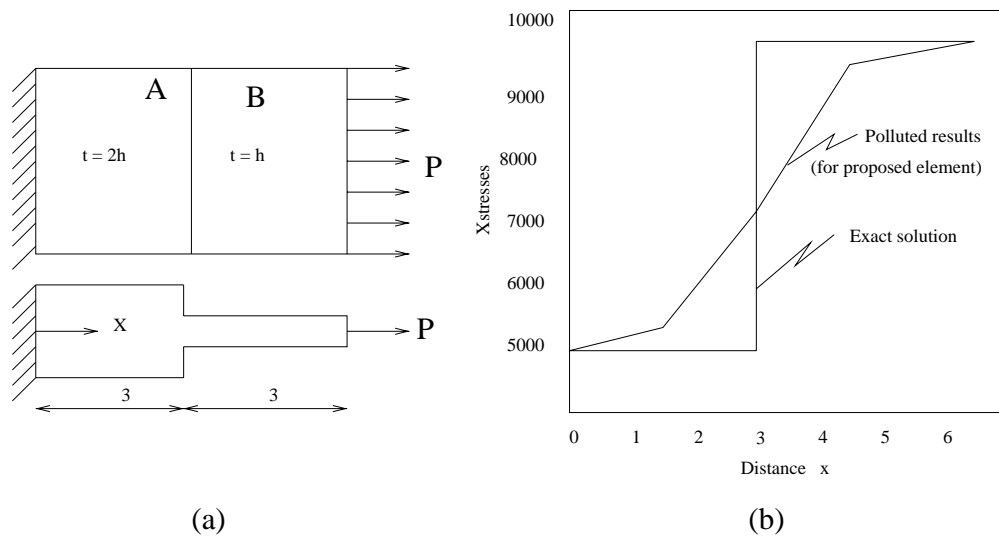 A
B
t = 2h
t = h
P
X
P
3
3
(a)
10000
9000
8000
7000
6000
5000
Xstresses
Polluted results
(for proposed element)
Exact solution
0 1 2 3 4 5 6
Distance x
(b)